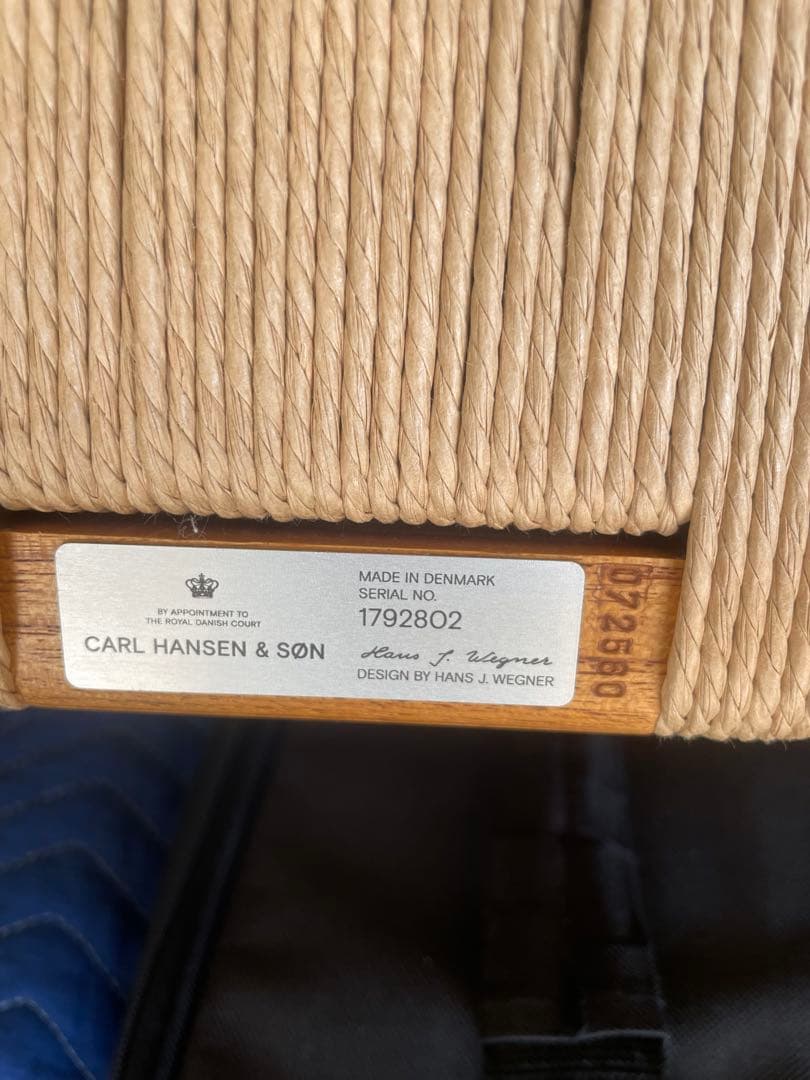 BY APPOINTMENT TO
THE ROYAL DANISH COURT
CARL HANSEN & SØN
MADE IN DENMARK
SERIAL NO.
1792802
Hans J. Wegner
DESIGN BY HANS J. WEGNER
072560